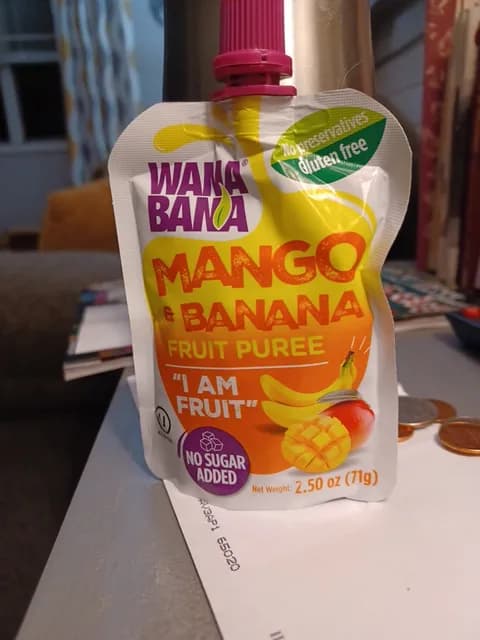 No preservatives
Gluten free
WANA®
BANA
MANGO
& BANANA
FRUIT PUREE
"I AM
FRUIT"
NO SUGAR
ADDED
Net Weight: 2.50 oz (71g)
65020